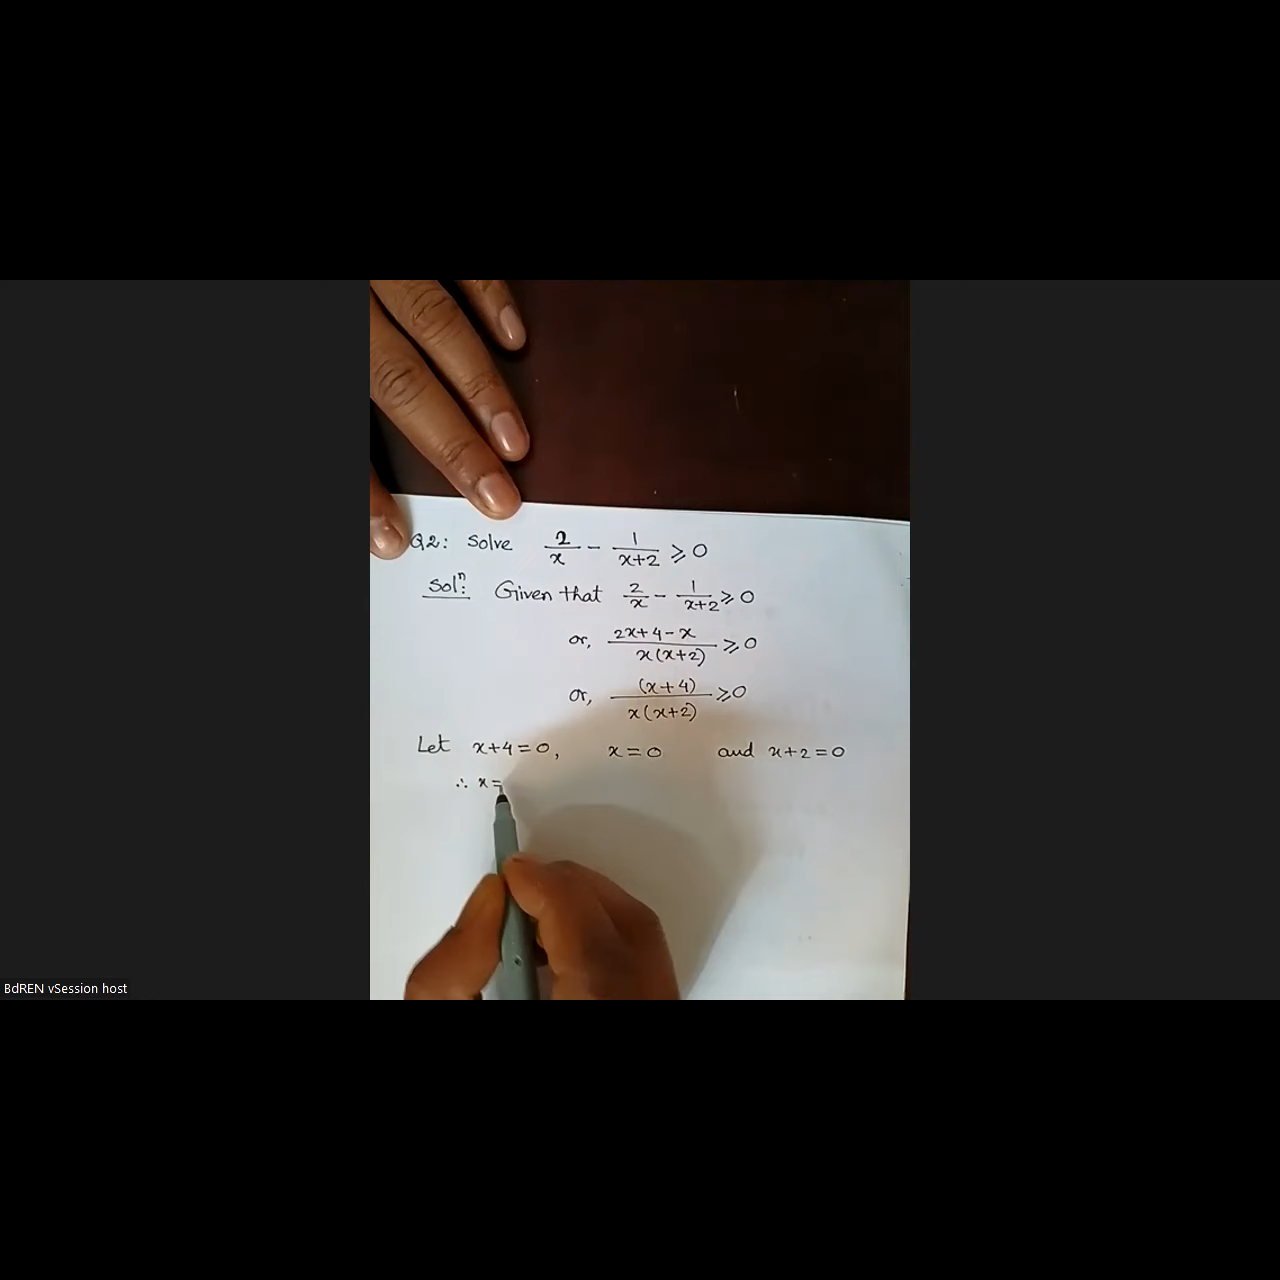 Q2: Solve 2/x - 1/(x+2) ≥ 0
Solⁿ: Given that 2/x - 1/(x+2) ≥ 0
or, (2x+4-x)/(x(x+2)) ≥ 0
or, (x+4)/(x(x+2)) ≥ 0
Let x+4=0, x=0 and x+2=0
∴ x=
BdREN vSession host